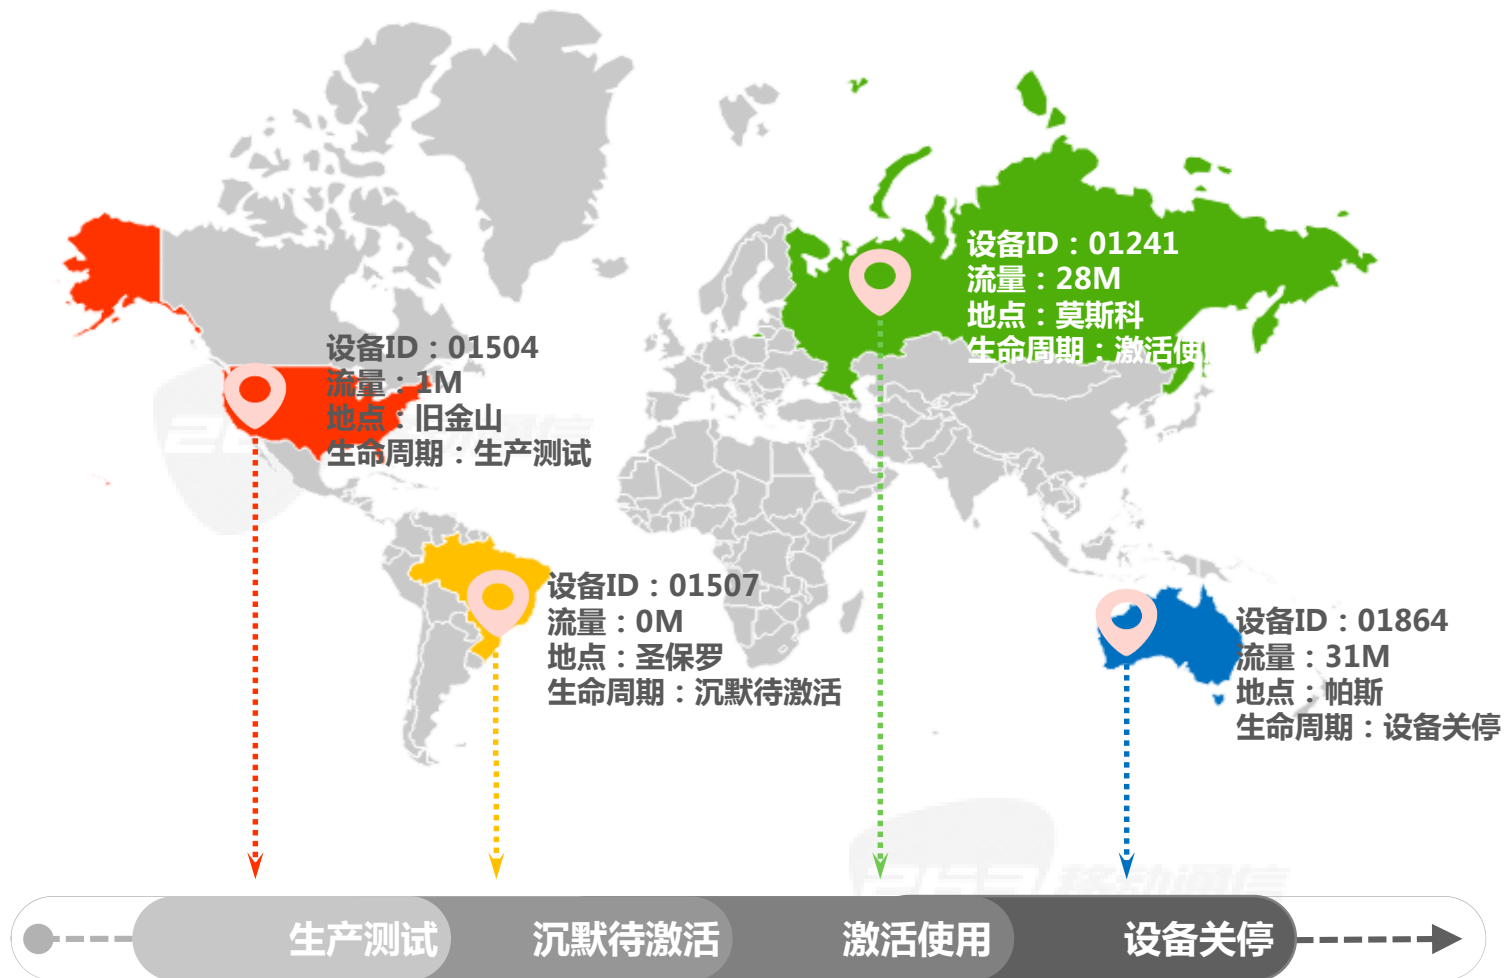 设备ID：01241
流量：28M
地点：莫斯科
生命周期：激活使
设备ID：01504
流量：1M
地点：旧金山
生命周期：生产测试
设备ID：01507
流量：0M
地点：圣保罗
生命周期：沉默待激活
设备ID：01864
流量：31M
地点：帕斯
生命周期：设备关停
移动通信
生产测试
沉默待激活
激活使用
设备关停